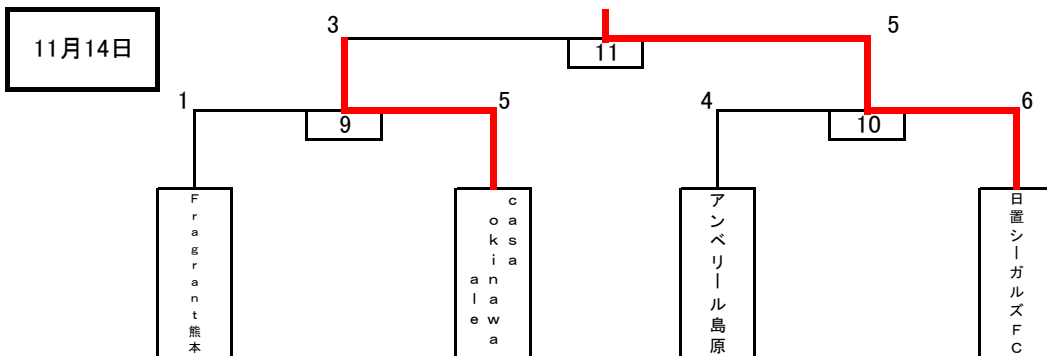 11月14日
3
5
11
1
5
4
6
9
10
Fragrant熊本
casa
okinawa
ale
アンベリール島原
日置シーガルズFC